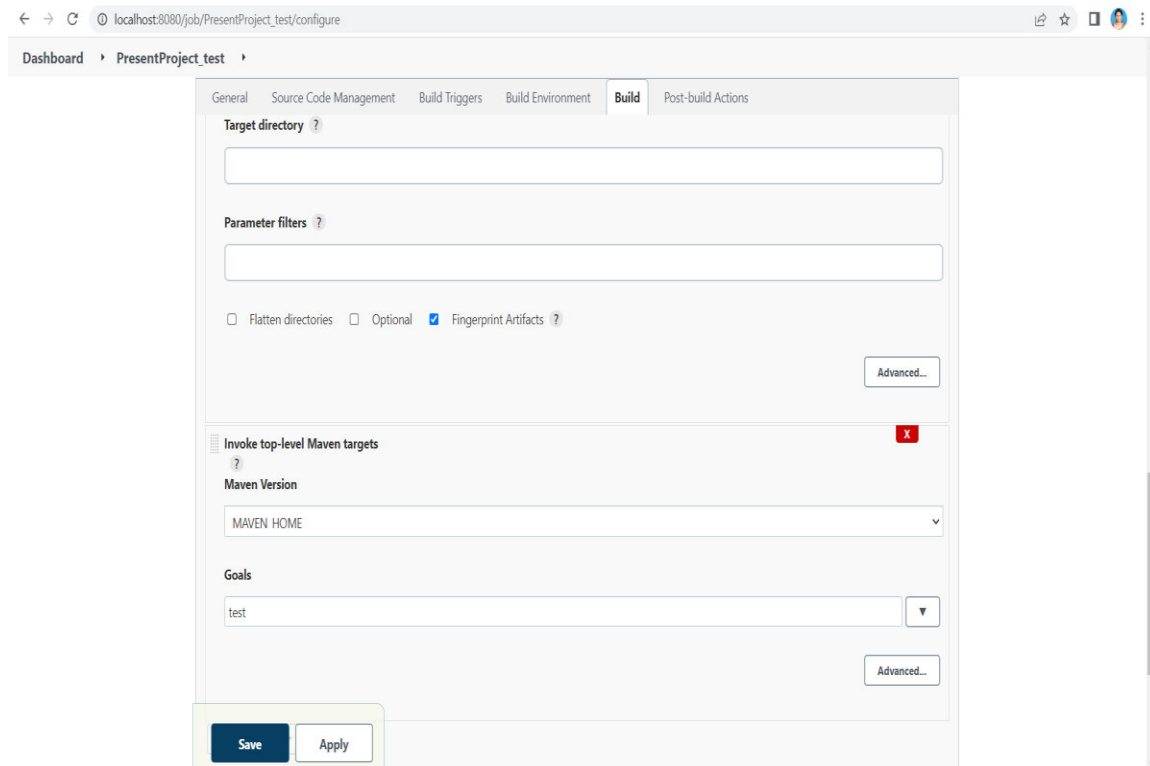 localhost:8080/job/PresentProject_test/configure
Dashboard PresentProject_test
General Source Code Management Build Triggers Build Environment Build Post-build Actions
Target directory ?
Parameter filters ?
Flatten directories Optional Fingerprint Artifacts ?
Advanced...
Invoke top-level Maven targets X
?
Maven Version
MAVEN HOME
Goals
test
Advanced...
Save Apply